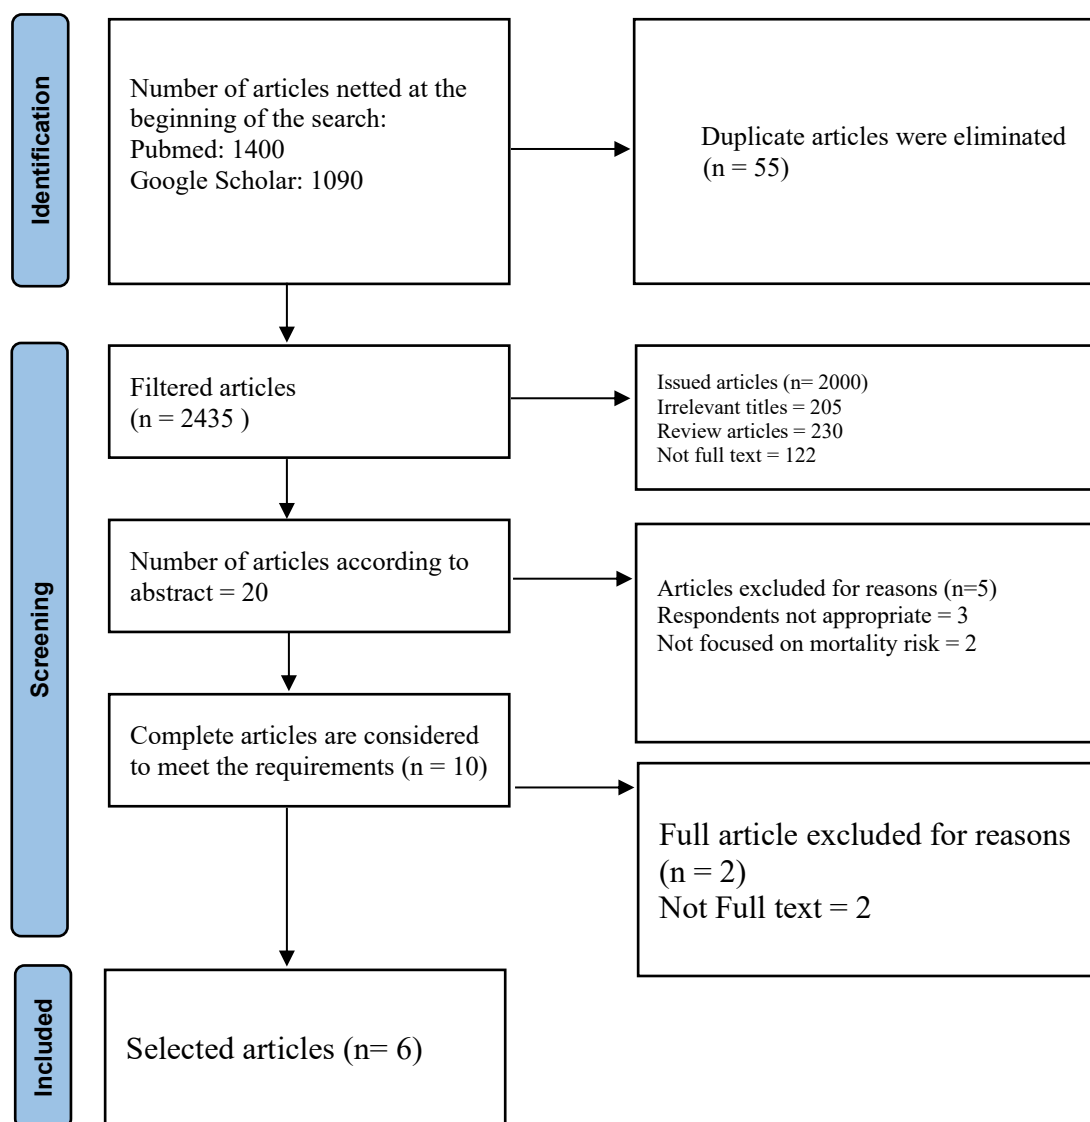 Identification
Number of articles netted at the
beginning of the search:
Pubmed: 1400
Google Scholar: 1090
Duplicate articles were eliminated
(n = 55)
Screening
Filtered articles
(n = 2435 )
Issued articles (n= 2000)
Irrelevant titles = 205
Review articles = 230
Not full text = 122
Number of articles according to
abstract = 20
Articles excluded for reasons (n=5)
Respondents not appropriate = 3
Not focused on mortality risk = 2
Complete articles are considered
to meet the requirements (n = 10)
Full article excluded for reasons
(n = 2)
Not Full text = 2
Included
Selected articles (n= 6)